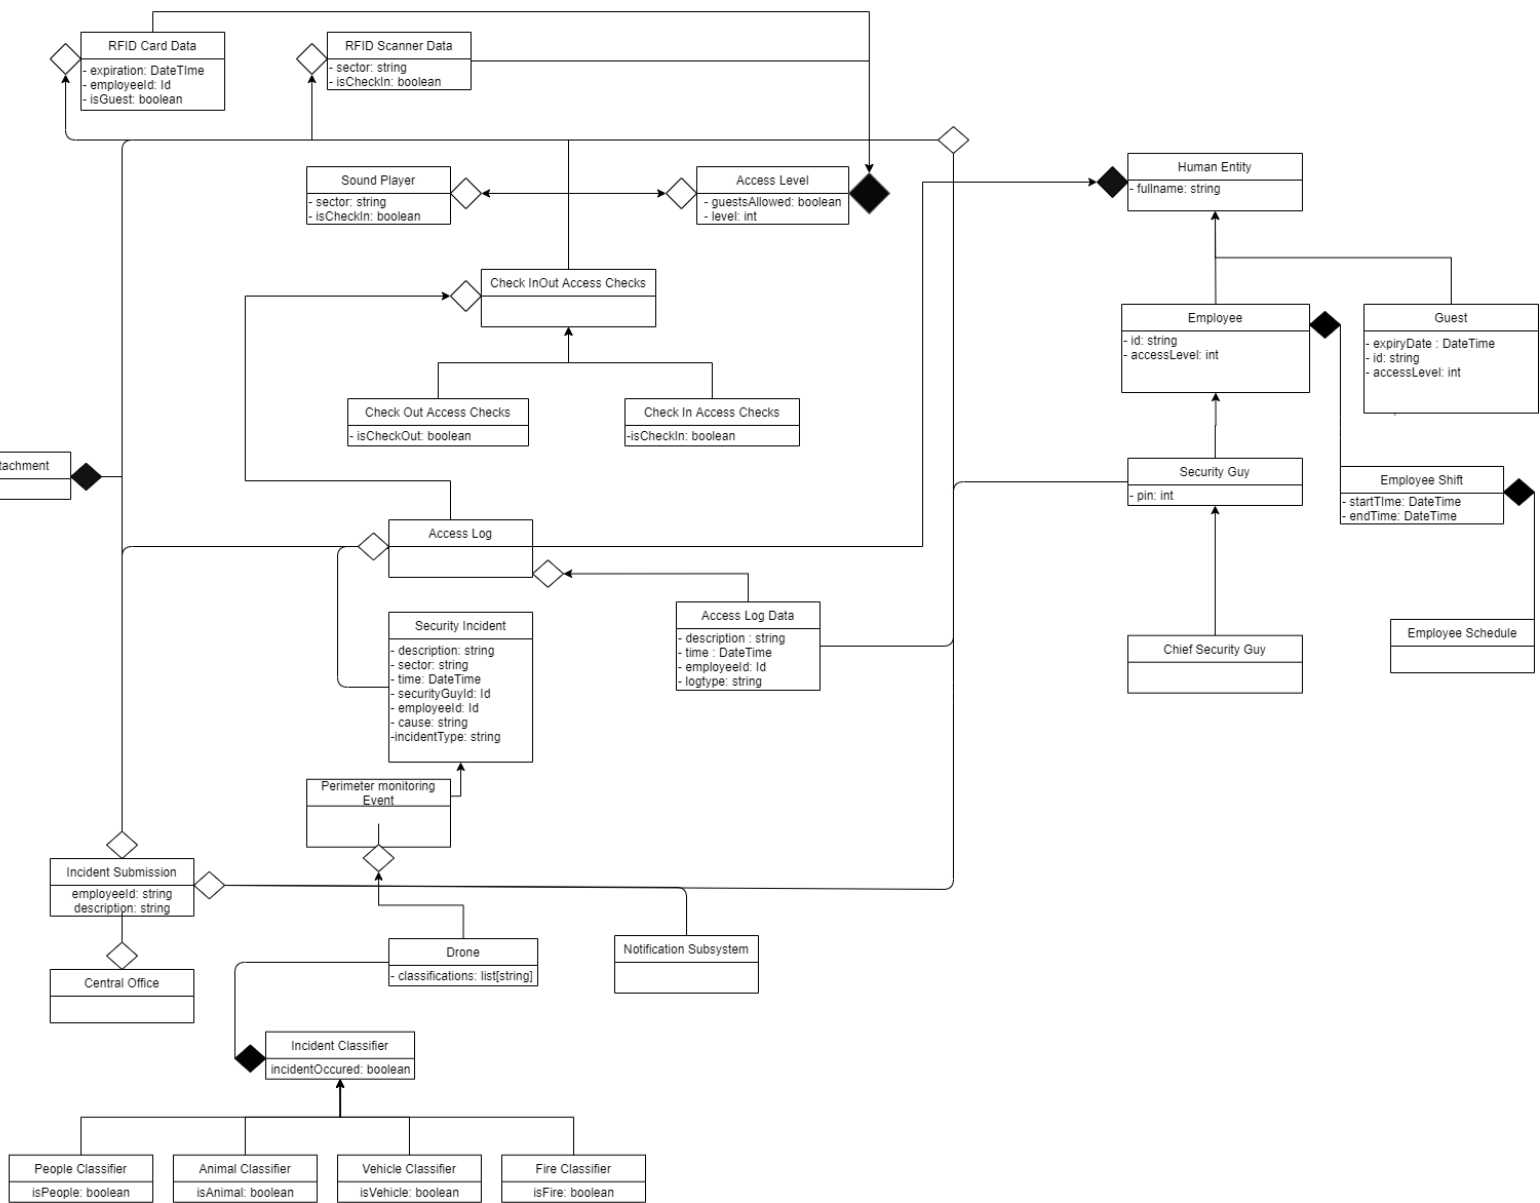 RFID Card Data
- expiration: DateTIme
- employeeId: Id
- isGuest: boolean
RFID Scanner Data
- sector: string
- isCheckIn: boolean
Sound Player
- sector: string
- isCheckIn: boolean
Access Level
- guestsAllowed: boolean
- level: int
Human Entity
- fullname: string
Check InOut Access Checks
Employee
- id: string
- accessLevel: int
Guest
- expiryDate : DateTime
- id: string
- accessLevel: int
Check Out Access Checks
- isCheckOut: boolean
Check In Access Checks
-isCheckIn: boolean
tachment
Security Guy
- pin: int
Employee Shift
- startTIme: DateTime
- endTime: DateTime
Access Log
Access Log Data
- description : string
- time : DateTime
- employeeId: Id
- logtype: string
Security Incident
- description: string
- sector: string
- time: DateTime
- securityGuyId: Id
- employeeId: Id
- cause: string
-incidentType: string
Chief Security Guy
Employee Schedule
Perimeter monitoring
Event
Incident Submission
employeeId: string
description: string
Central Office
Drone
- classifications: list[string]
Notification Subsystem
Incident Classifier
incidentOccured: boolean
People Classifier
isPeople: boolean
Animal Classifier
isAnimal: boolean
Vehicle Classifier
isVehicle: boolean
Fire Classifier
isFire: boolean